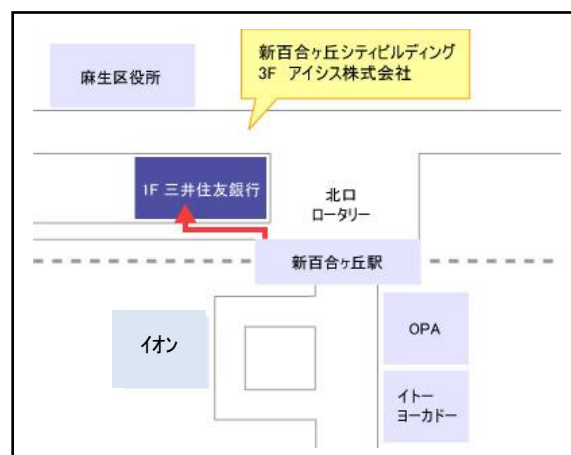 麻生区役所
新百合ヶ丘シティビルディング
3F アイシス株式会社
1F 三井住友銀行
北口
ロータリー
新百合ヶ丘駅
イオン
OPA
イトー
ヨーカドー